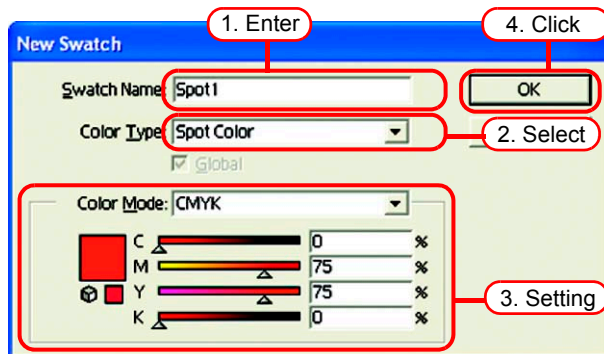 1. Enter
4. Click
New Swatch
Swatch Name: Spot1
OK
Color Type: Spot Color
2. Select
Global
Color Mode: CMYK
C 0 %
M 75 %
Y 75 %
K 0 %
3. Setting